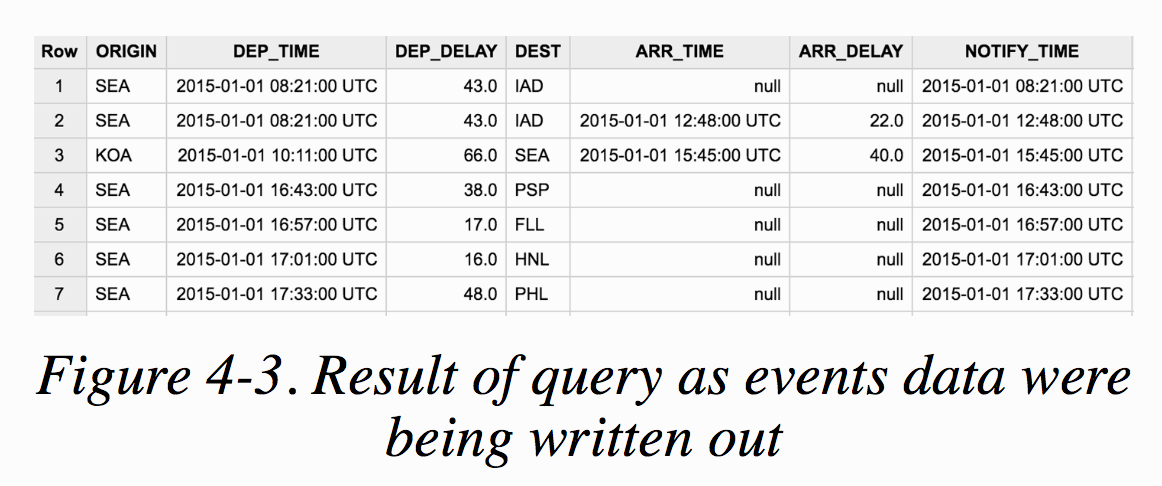 Row ORIGIN DEP_TIME DEP_DELAY DEST ARR_TIME ARR_DELAY NOTIFY_TIME
1 SEA 2015-01-01 08:21:00 UTC 43.0 IAD null null 2015-01-01 08:21:00 UTC
2 SEA 2015-01-01 08:21:00 UTC 43.0 IAD 2015-01-01 12:48:00 UTC 22.0 2015-01-01 12:48:00 UTC
3 KOA 2015-01-01 10:11:00 UTC 66.0 SEA 2015-01-01 15:45:00 UTC 40.0 2015-01-01 15:45:00 UTC
4 SEA 2015-01-01 16:43:00 UTC 38.0 PSP null null 2015-01-01 16:43:00 UTC
5 SEA 2015-01-01 16:57:00 UTC 17.0 FLL null null 2015-01-01 16:57:00 UTC
6 SEA 2015-01-01 17:01:00 UTC 16.0 HNL null null 2015-01-01 17:01:00 UTC
7 SEA 2015-01-01 17:33:00 UTC 48.0 PHL null null 2015-01-01 17:33:00 UTC
Figure 4-3. Result of query as events data were
being written out